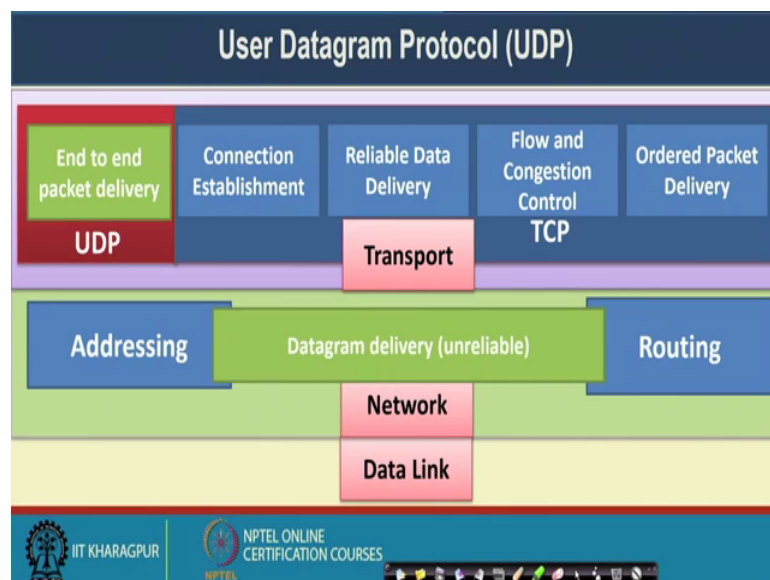 User Datagram Protocol (UDP)
End to end
packet delivery
UDP
Connection
Establishment
Reliable Data
Delivery
Flow and
Congestion
Control
TCP
Ordered Packet
Delivery
Transport
Addressing
Datagram delivery (unreliable)
Routing
Network
Data Link
IIT KHARAGPUR
NPTEL ONLINE
CERTIFICATION COURSES
NPTEL